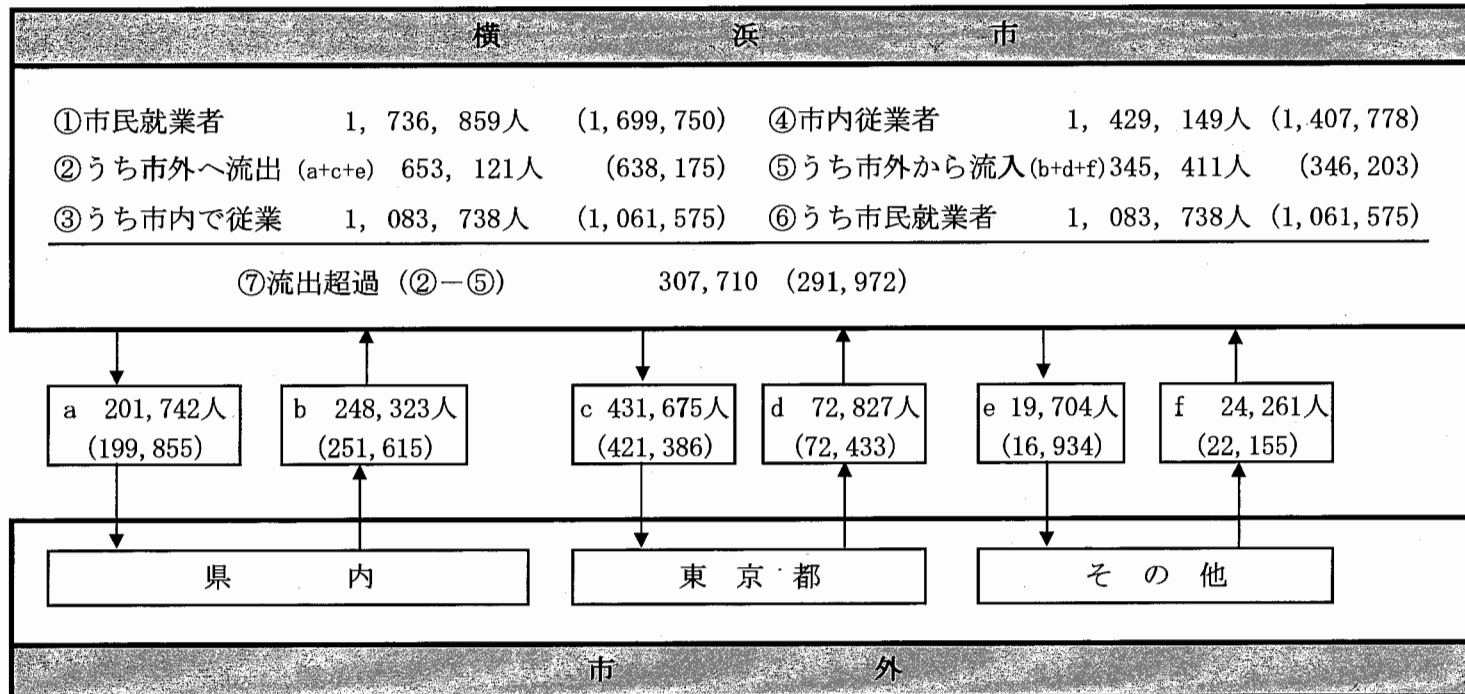 横浜市
①市民就業者 1,736,859人 (1,699,750) ④市内従業者 1,429,149人 (1,407,778)
②うち市外へ流出 (a+c+e) 653,121人 (638,175) ⑤うち市外から流入(b+d+f)345,411人 (346,203)
③うち市内で従業 1,083,738人 (1,061,575) ⑥うち市民就業者 1,083,738人 (1,061,575)
⑦流出超過 (②-⑤) 307,710 (291,972)
a 201,742人 b 248,323人 c 431,675人 d 72,827人 e 19,704人 f 24,261人
(199,855) (251,615) (421,386) (72,433) (16,934) (22,155)
県内 東京都 その他
市外